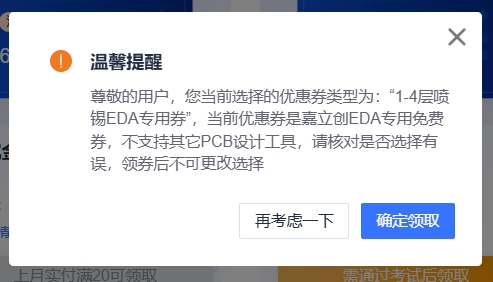 温馨提醒
尊敬的用户，您当前选择的优惠券类型为：“1-4层喷
锡EDA专用券”，当前优惠券是嘉立创EDA专用免费
券，不支持其它PCB设计工具，请核对是否选择有
误，领券后不可更改选择
再考虑一下
确定领取
上月实付满20可领取
需通过考试后领取